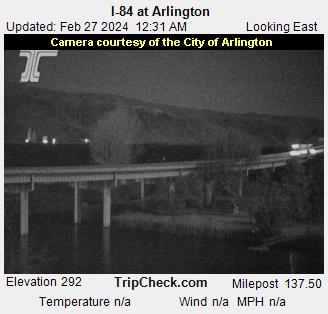 I-84 at Arlington
Updated: Feb 27 2024 12:31 AM Looking East
Camera courtesy of the City of Arlington
Elevation 292 TripCheck.com Milepost 137.50
Temperature n/a Wind n/a MPH n/a